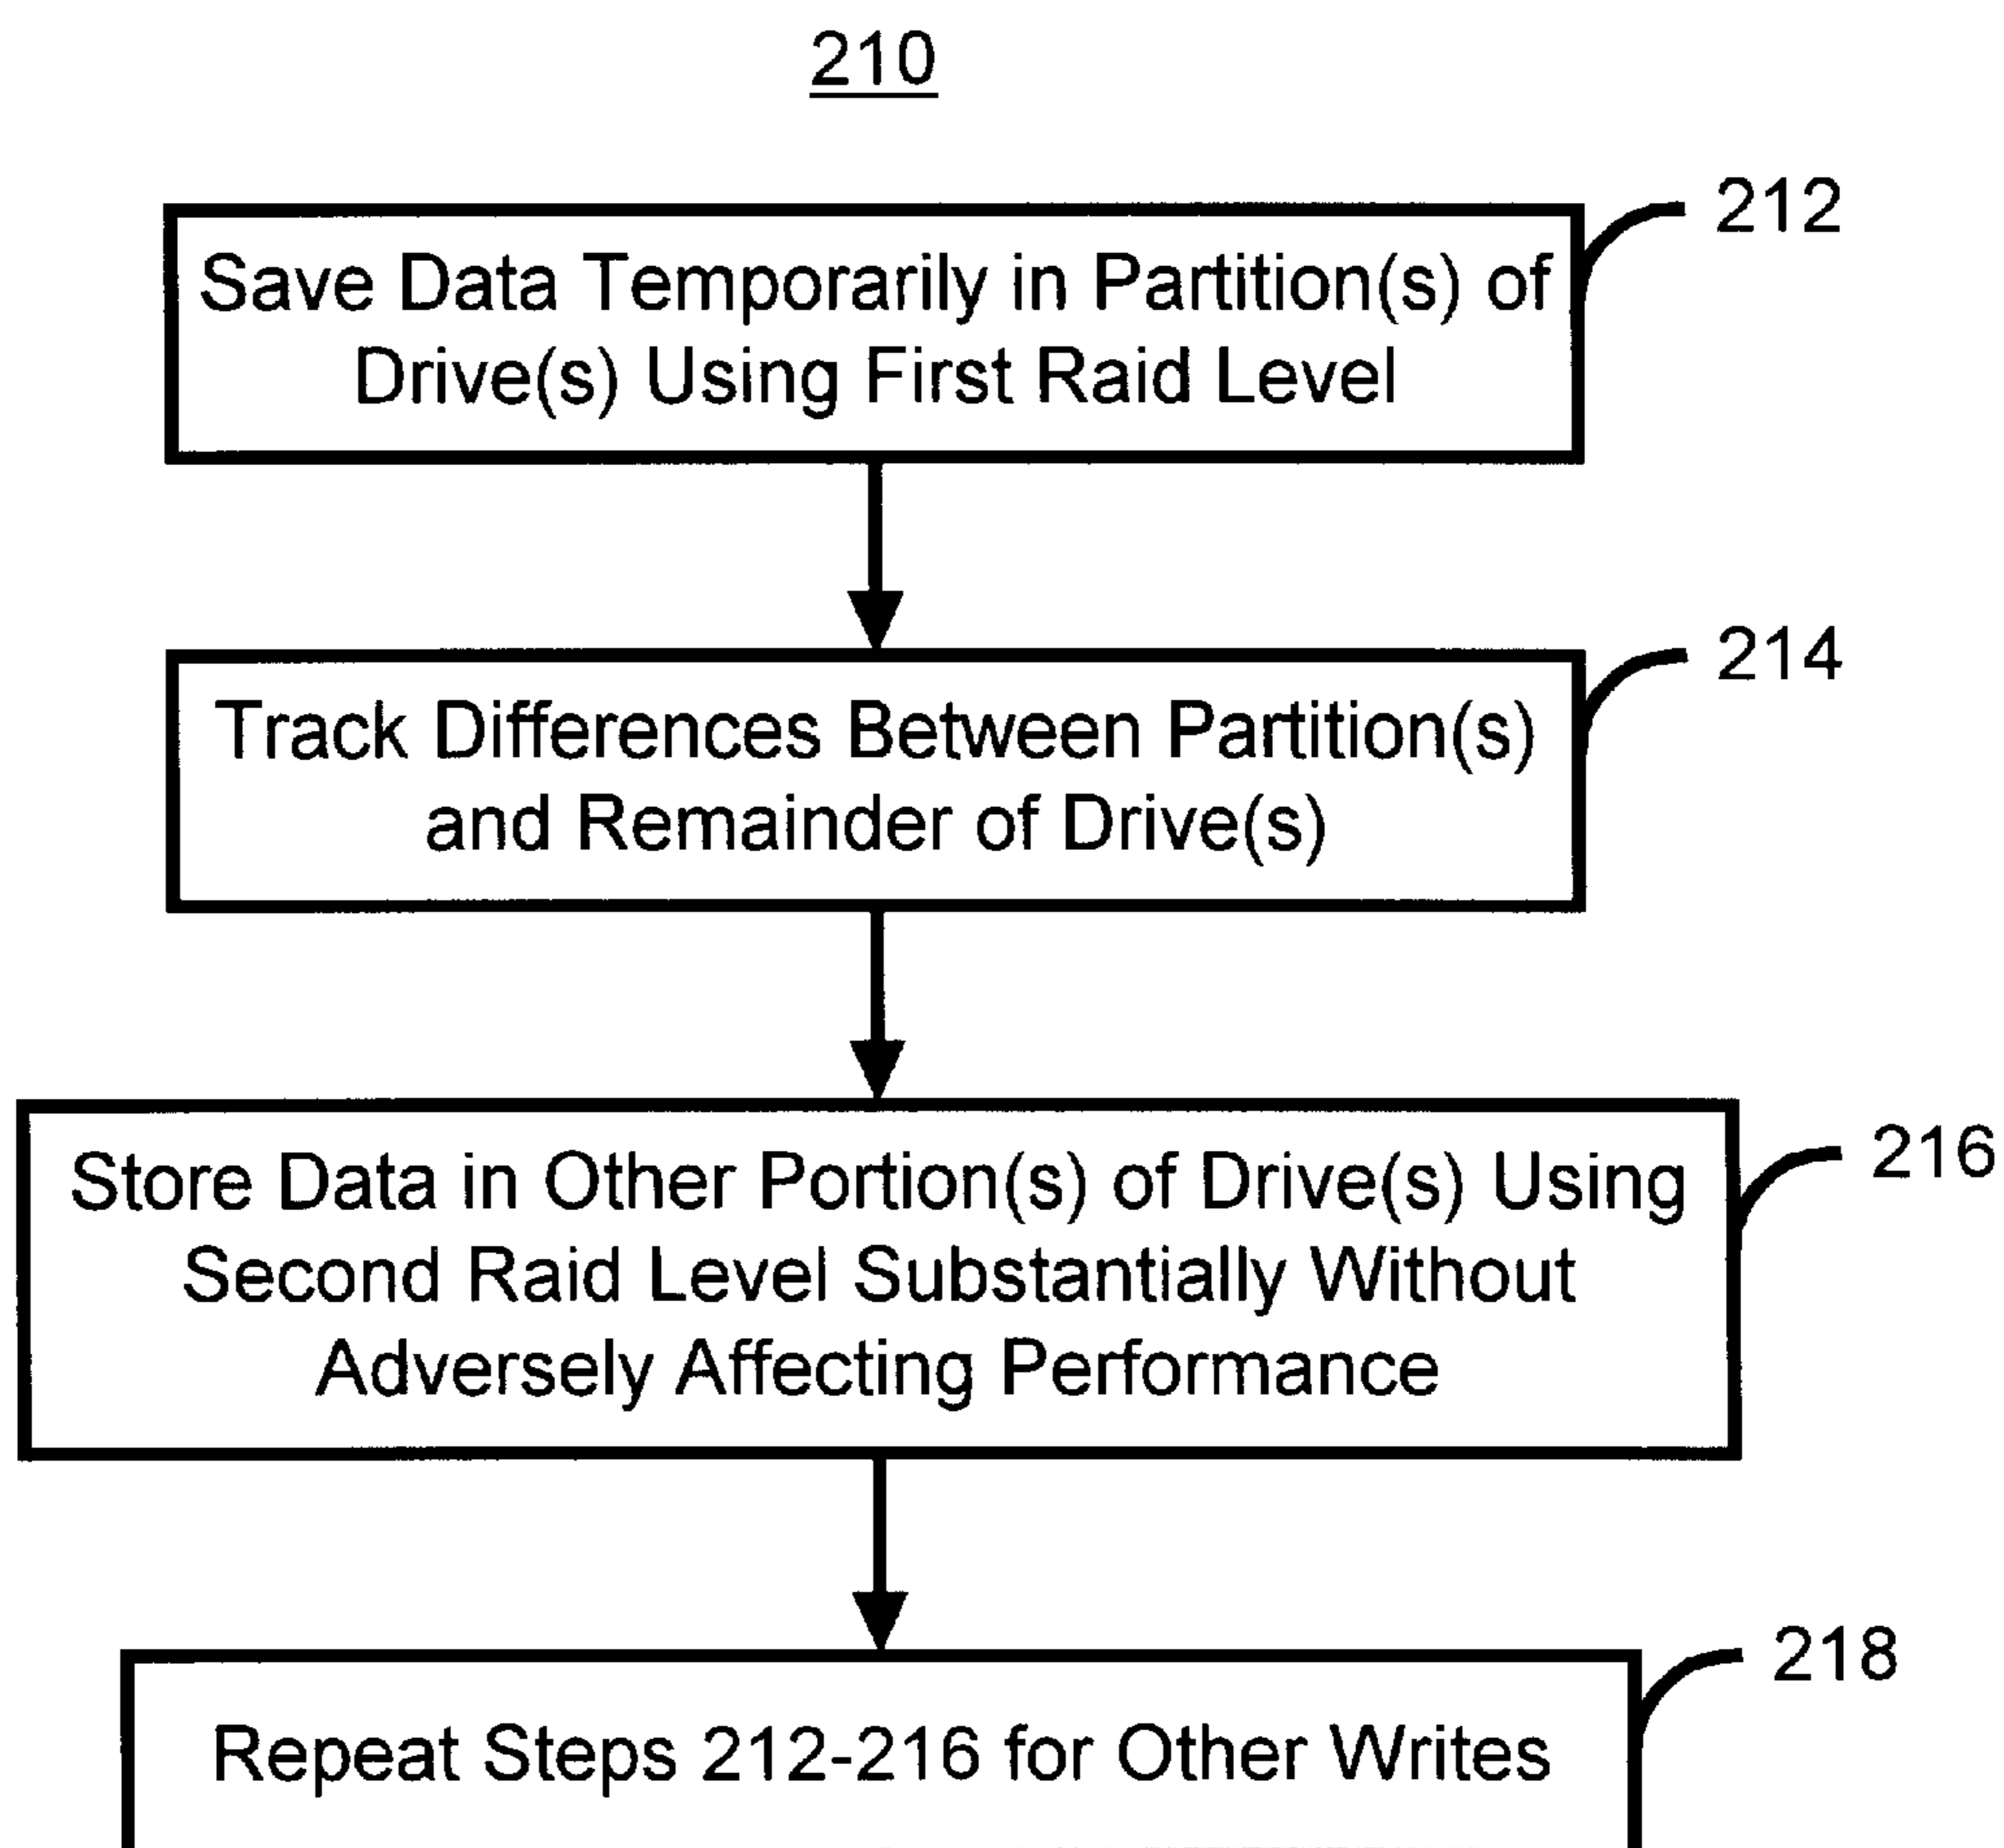 210
212
Save Data Temporarily in Partition(s) of
Drive(s) Using First Raid Level
214
Track Differences Between Partition(s)
and Remainder of Drive(s)
216
Store Data in Other Portion(s) of Drive(s) Using
Second Raid Level Substantially Without
Adversely Affecting Performance
218
Repeat Steps 212-216 for Other Writes